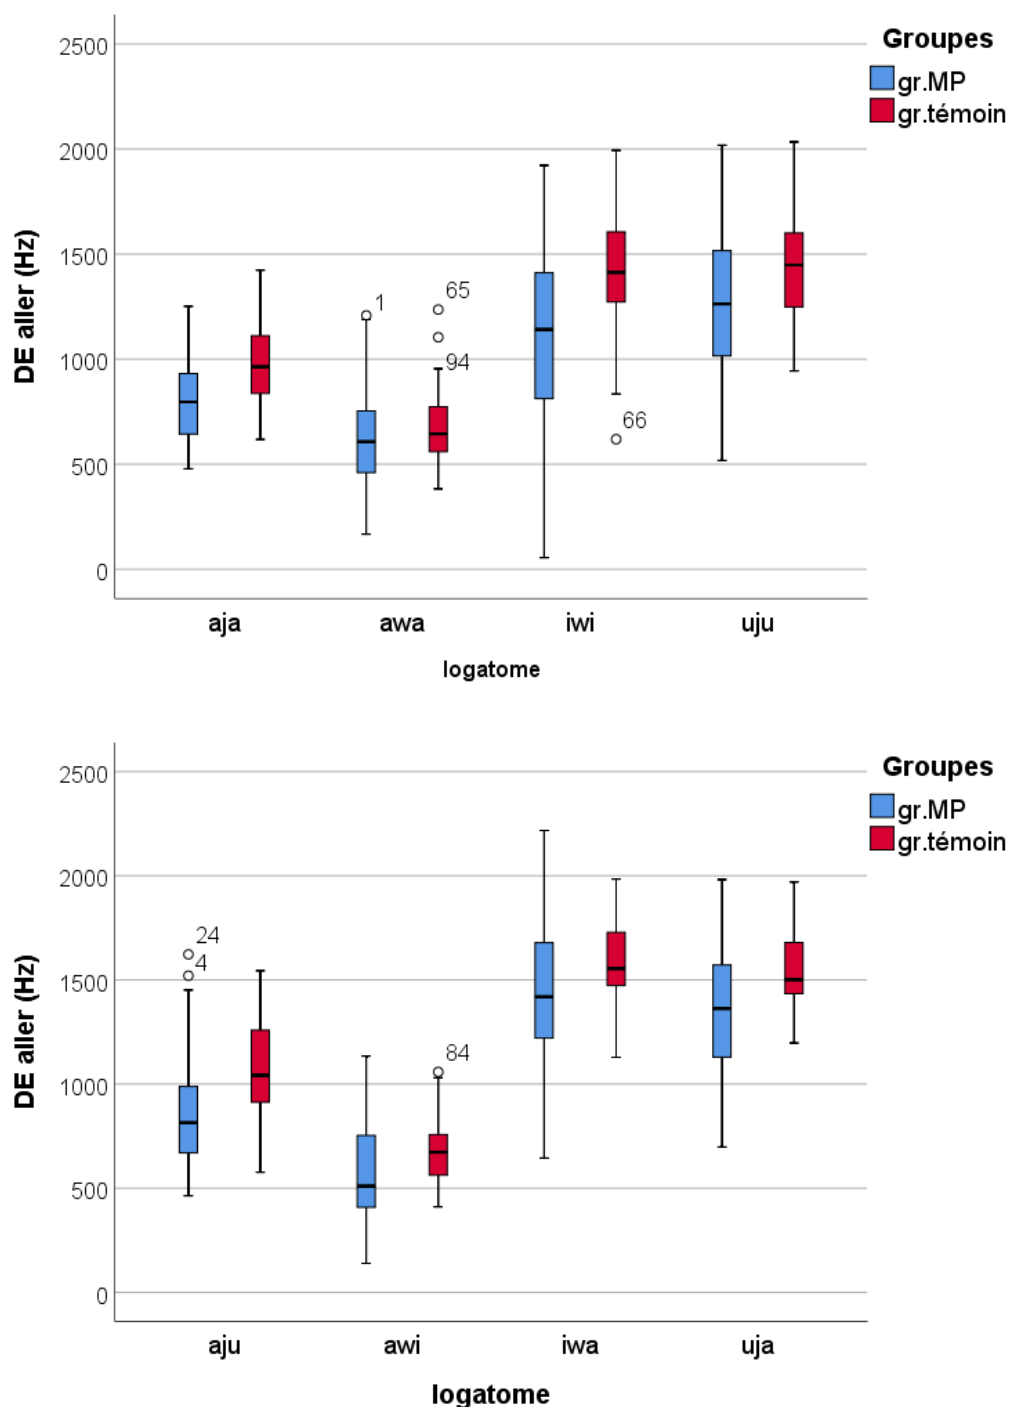 Groupes
gr.MP
gr.témoin
DE aller (Hz)
2500
2000
1500
1000
500
0
1
65
94
66
aja awa iwi uju
logatome
Groupes
gr.MP
gr.témoin
DE aller (Hz)
2500
2000
1500
1000
500
0
24
4
84
aju awi iwa uja
logatome